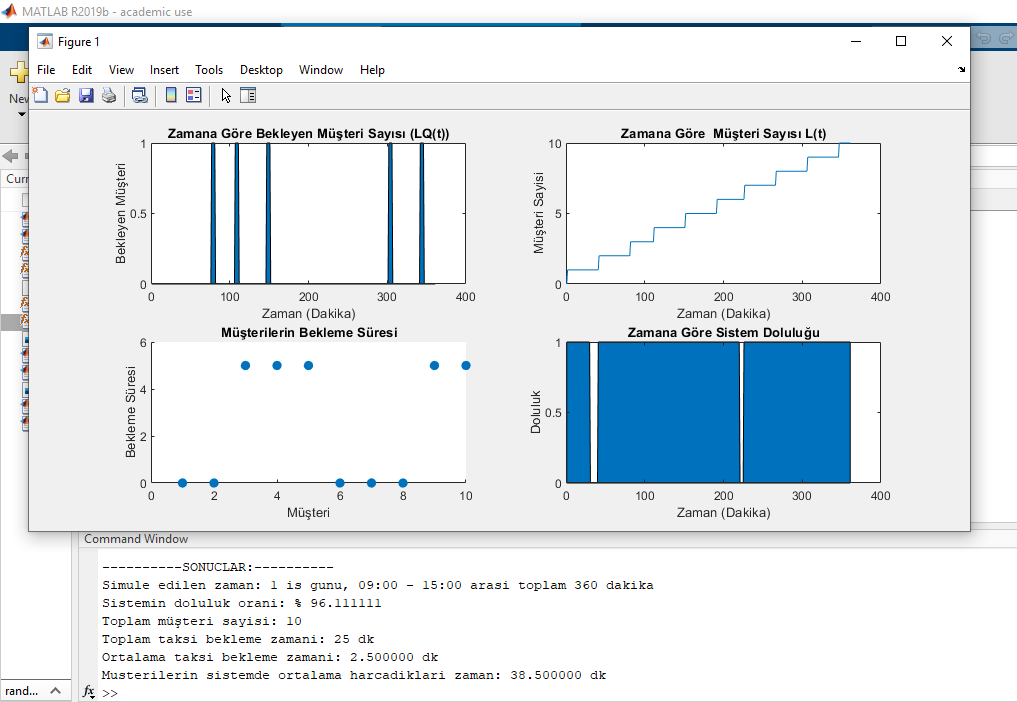 MATLAB R2019b - academic use
Figure 1
File Edit View Insert Tools Desktop Window Help
New
Curr
Zamana Göre Bekleyen Müşteri Sayısı (LQ(t))
Bekleyen Müşteri
1
0.5
0
0 100 200 300 400
Zaman (Dakika)
Zamana Göre  Müşteri Sayısı L(t)
Müşteri Sayisi
10
5
0
0 100 200 300 400
Zaman (Dakika)
Müşterilerin Bekleme Süresi
Bekleme Süresi
6
4
2
0
0 2 4 6 8 10
Müşteri
Zamana Göre Sistem Doluluğu
Doluluk
1
0.5
0
0 100 200 300 400
Zaman (Dakika)
Command Window
----------SONUCLAR:----------
Simule edilen zaman: 1 is gunu, 09:00 - 15:00 arasi toplam 360 dakika
Sistemin doluluk orani: % 96.111111
Toplam müşteri sayisi: 10
Toplam taksi bekleme zamani: 25 dk
Ortalama taksi bekleme zamani: 2.500000 dk
Musterilerin sistemde ortalama harcadiklari zaman: 38.500000 dk
rand...
fx >>